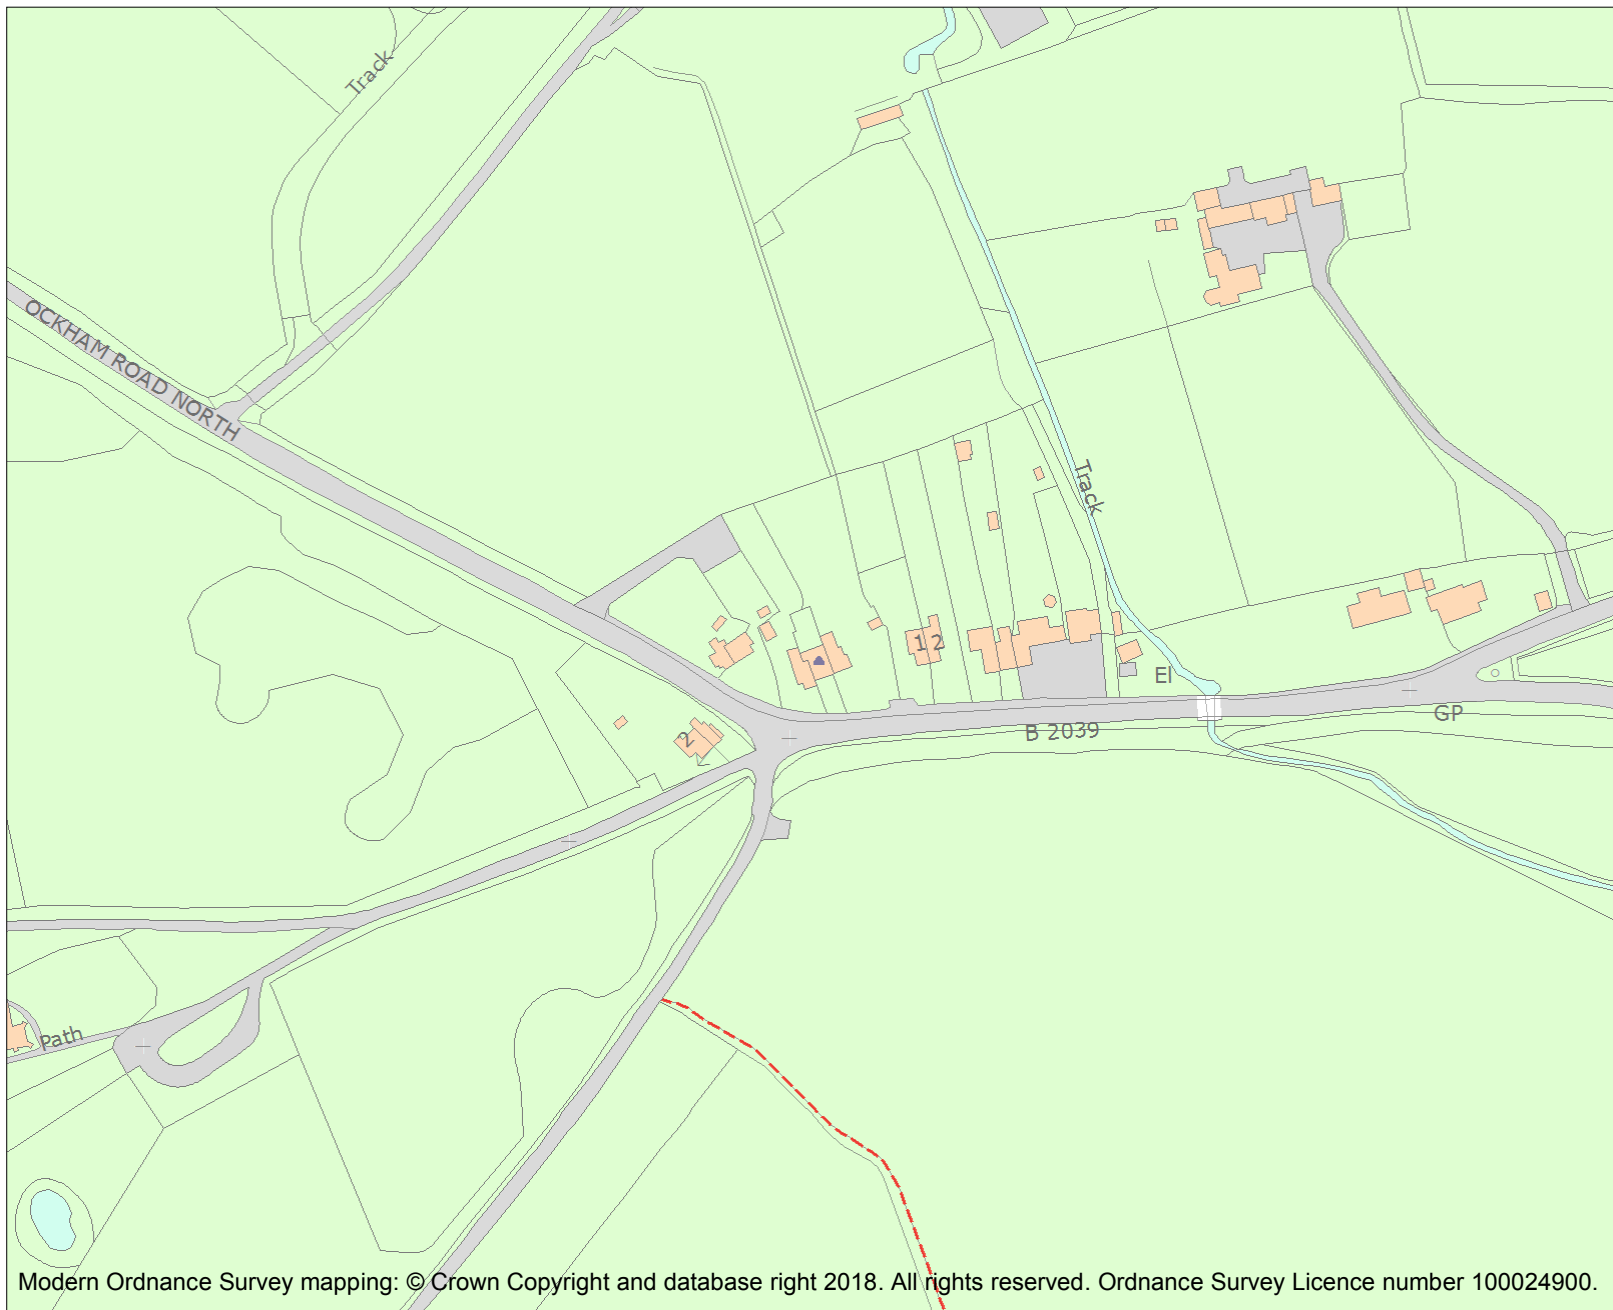 Track
OCKHAM ROAD NORTH
Track
1 2
El
2
B 2039
GP
Path
Modern Ordnance Survey mapping: © Crown Copyright and database right 2018. All rights reserved. Ordnance Survey Licence number 100024900.